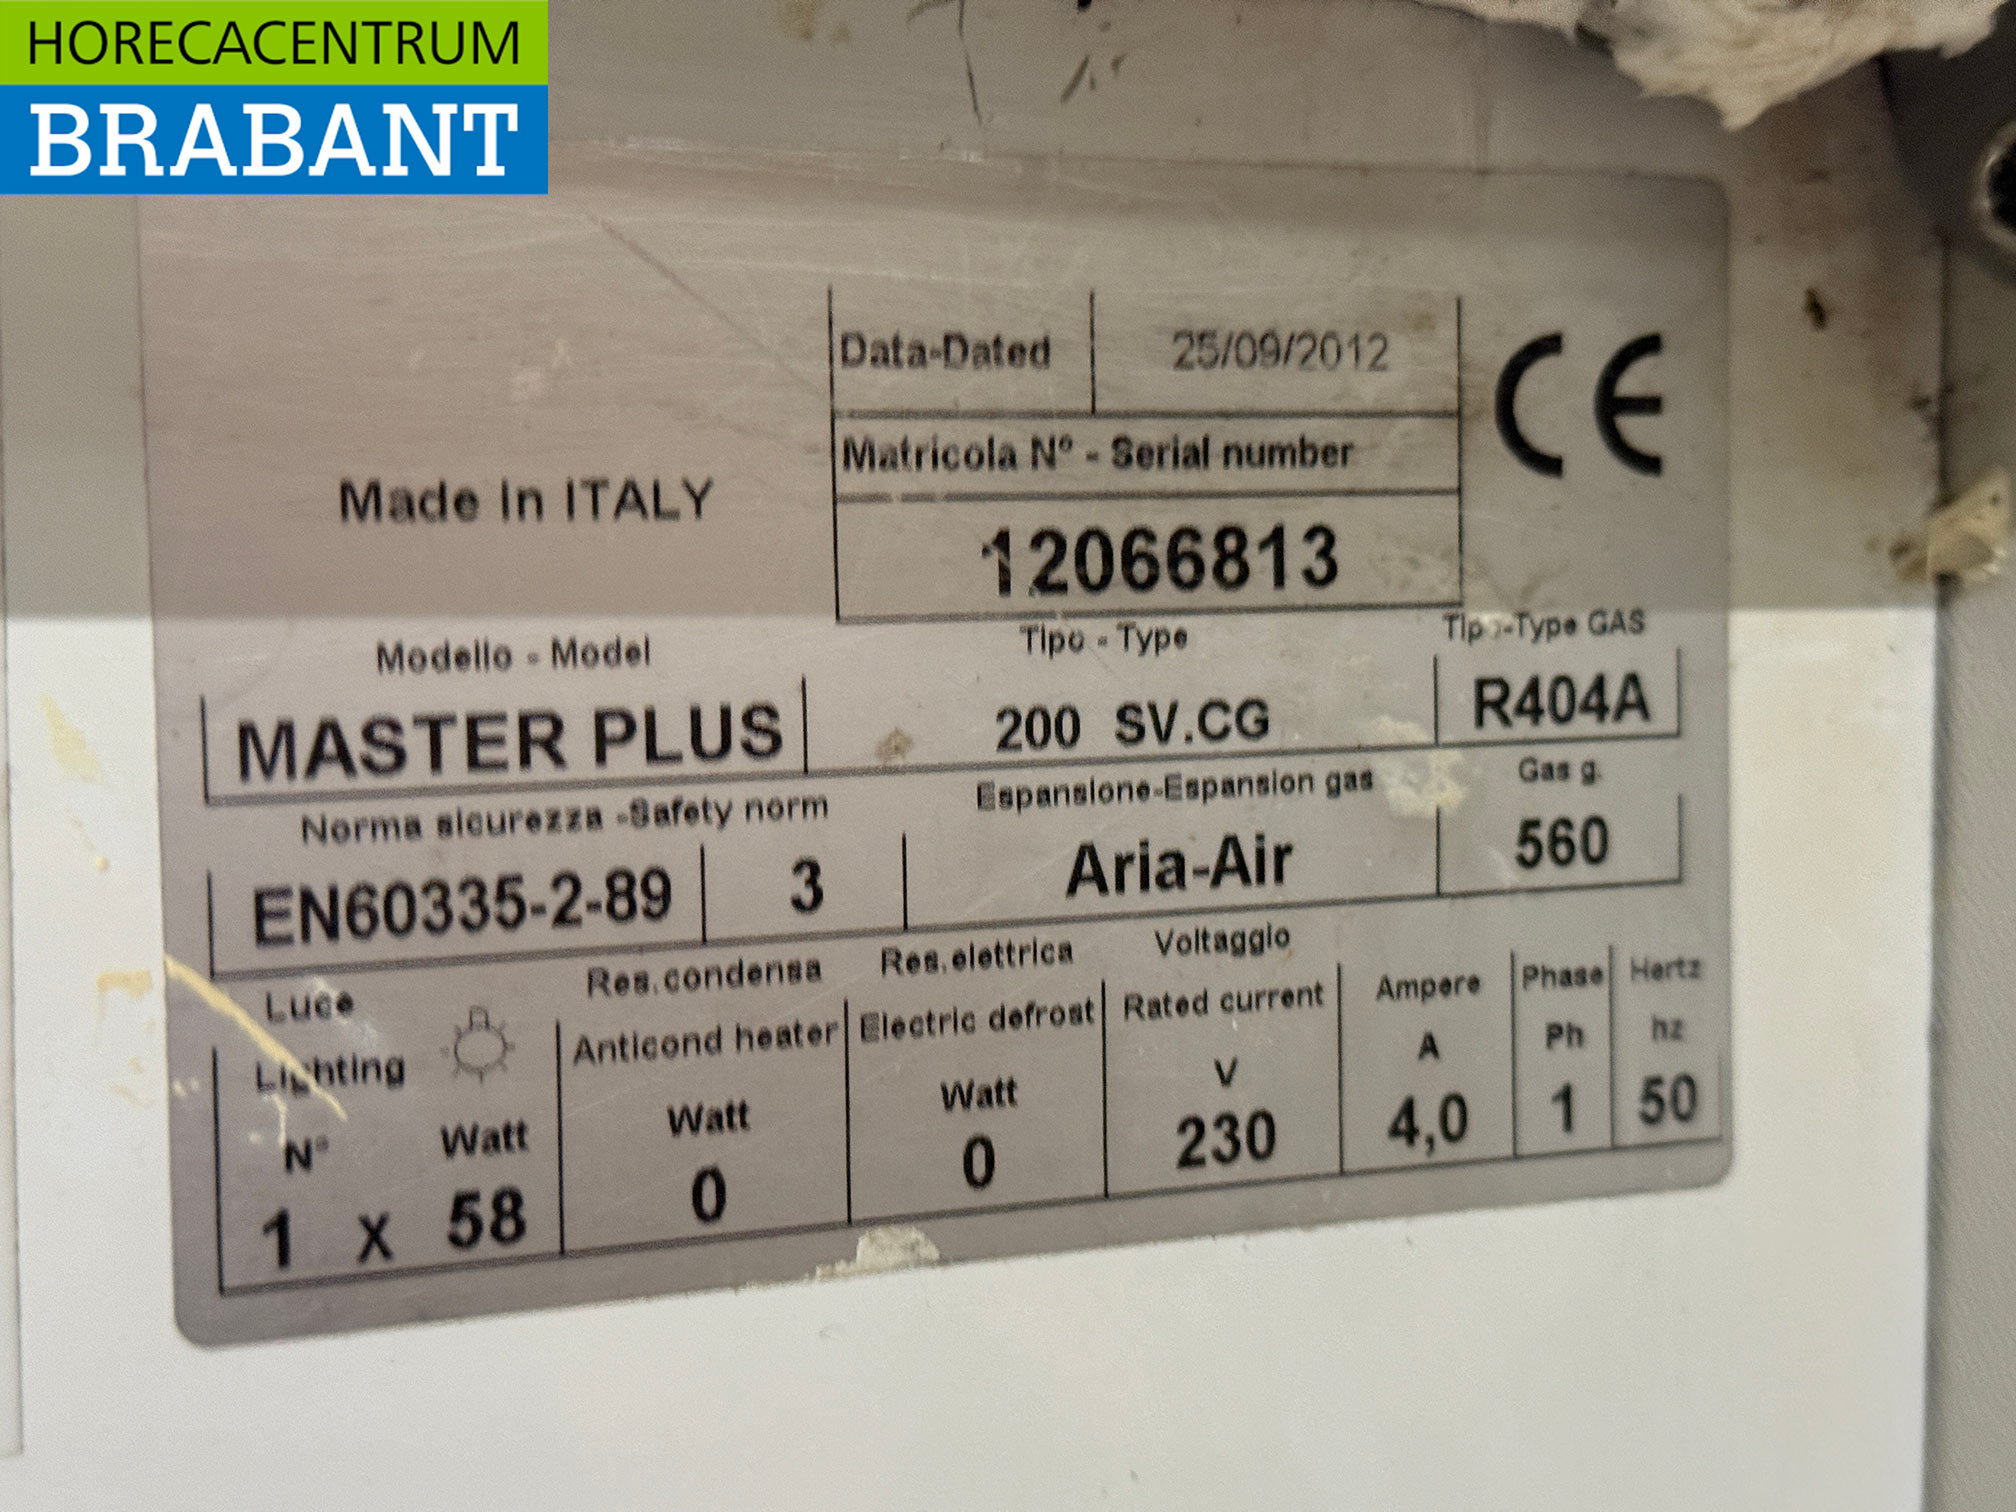 HORECACENTRUM
BRABANT
Data-Dated 25/09/2012
CE
Matricola N° - Serial number
Made in ITALY
12066813
Modello - Model Tipo - Type Tipo-Type GAS
MASTER PLUS 200 SV.CG R404A
Norma sicurezza -Safety norm Espansione-Espansion gas Gas g.
EN60335-2-89 3 Aria-Air 560
Luce Res.condensa Res.elettrica Voltaggio
Lighting Anticond heater Electric defrost Rated current Ampere Phase Hertz
N° Watt Watt Watt V A Ph hz
1 x 58 0 0 230 4,0 1 50